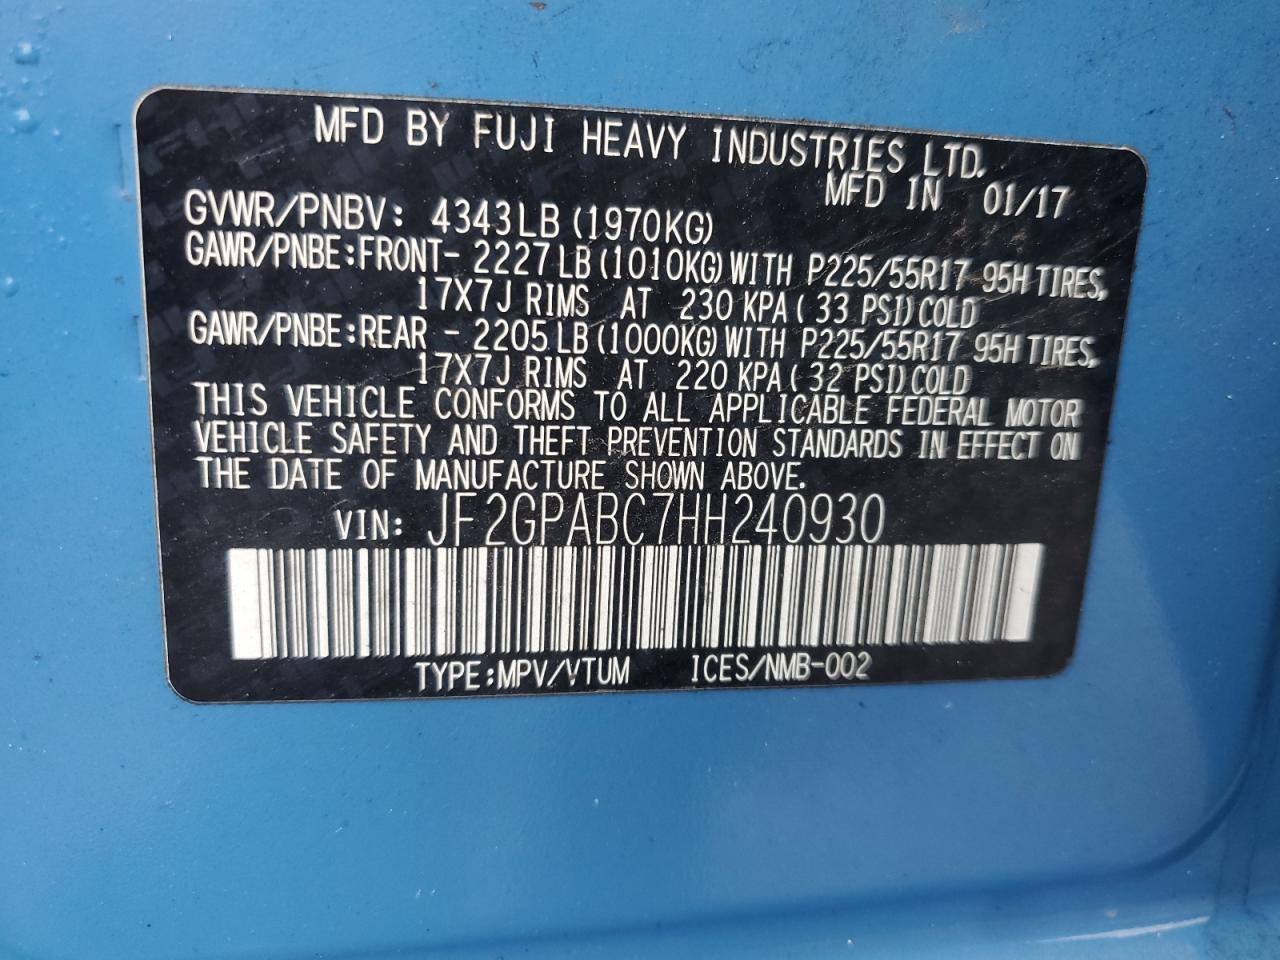 MFD BY FUJI HEAVY INDUSTRIES LTD.
MFD IN 01/17
GVWR/PNBV: 4343LB (1970KG)
GAWR/PNBE:FRONT- 2227LB (1010KG) WITH P225/55R17 95H TIRES,
17X7J RIMS AT 230 KPA ( 33 PSI) COLD
GAWR/PNBE:REAR - 2205LB (1000KG) WITH P225/55R17 95H TIRES,
17X7J RIMS AT 220 KPA ( 32 PSI) COLD
THIS VEHICLE CONFORMS TO ALL APPLICABLE FEDERAL MOTOR
VEHICLE SAFETY AND THEFT PREVENTION STANDARDS IN EFFECT ON
THE DATE OF MANUFACTURE SHOWN ABOVE.
VIN: JF2GPABC7HH240930
TYPE:MPV/VTUM ICES/NMB-002